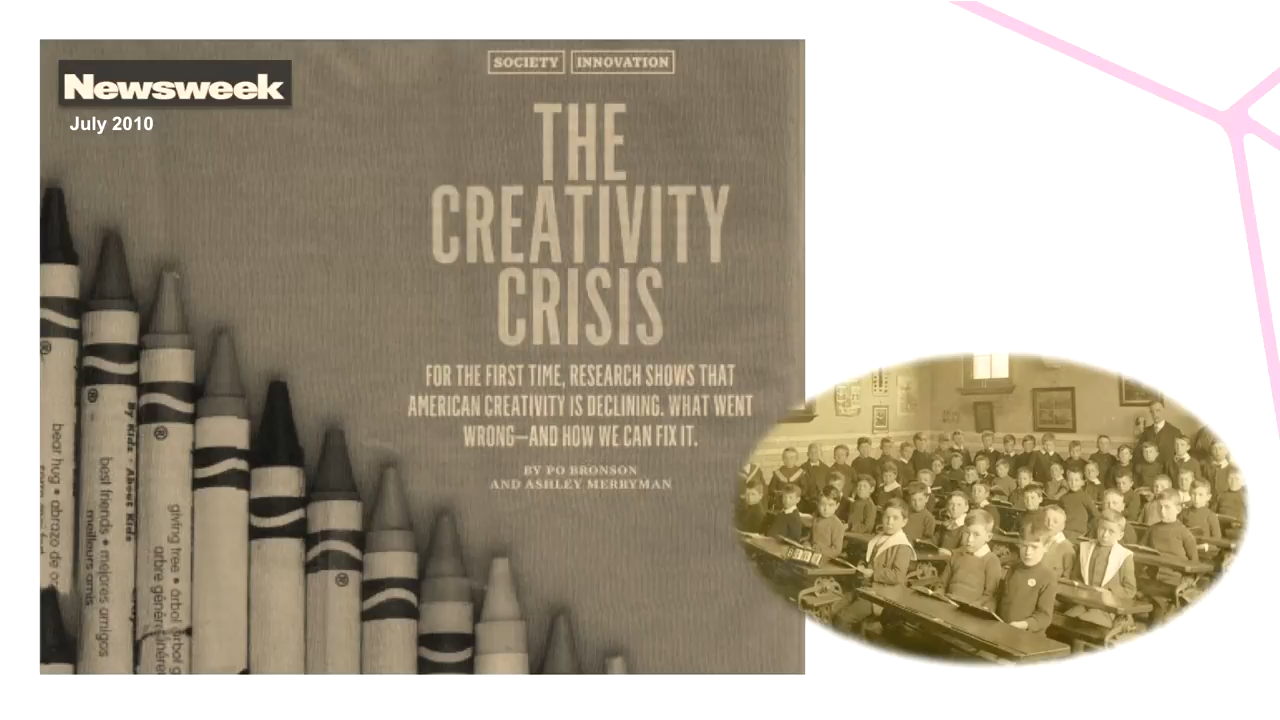 Newsweek
July 2010
SOCIETY INNOVATION
THE
CREATIVITY
CRISIS
FOR THE FIRST TIME, RESEARCH SHOWS THAT
AMERICAN CREATIVITY IS DECLINING. WHAT WENT
WRONG—AND HOW WE CAN FIX IT.
BY PO BRONSON
AND ASHLEY MERRYMAN
bear hug • abrazo de
By Kids - About Kids
best friends • mejores amigos
meilleurs amis
giving tree • árbol